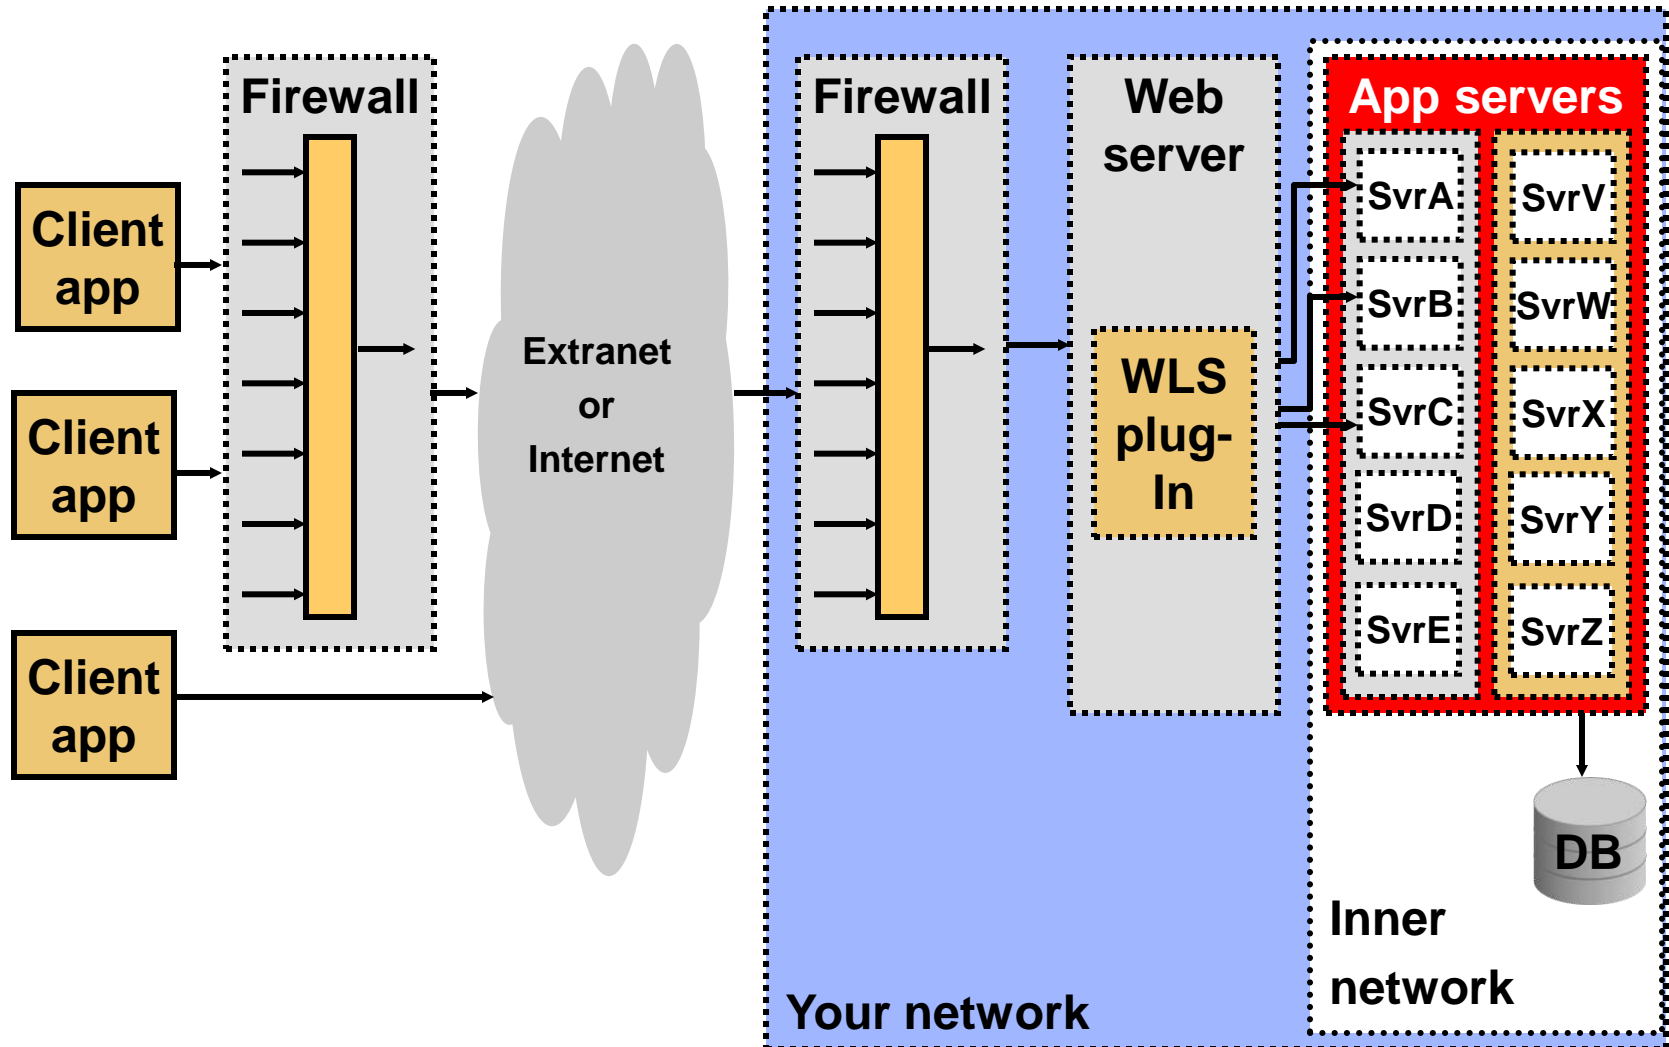 Client
app
Client
app
Client
app
Firewall
Extranet
or
Internet
Firewall
Web
server
WLS
plug-
In
App servers
SvrA
SvrB
SvrC
SvrD
SvrE
SvrV
SvrW
SvrX
SvrY
SvrZ
DB
Inner
network
Your network